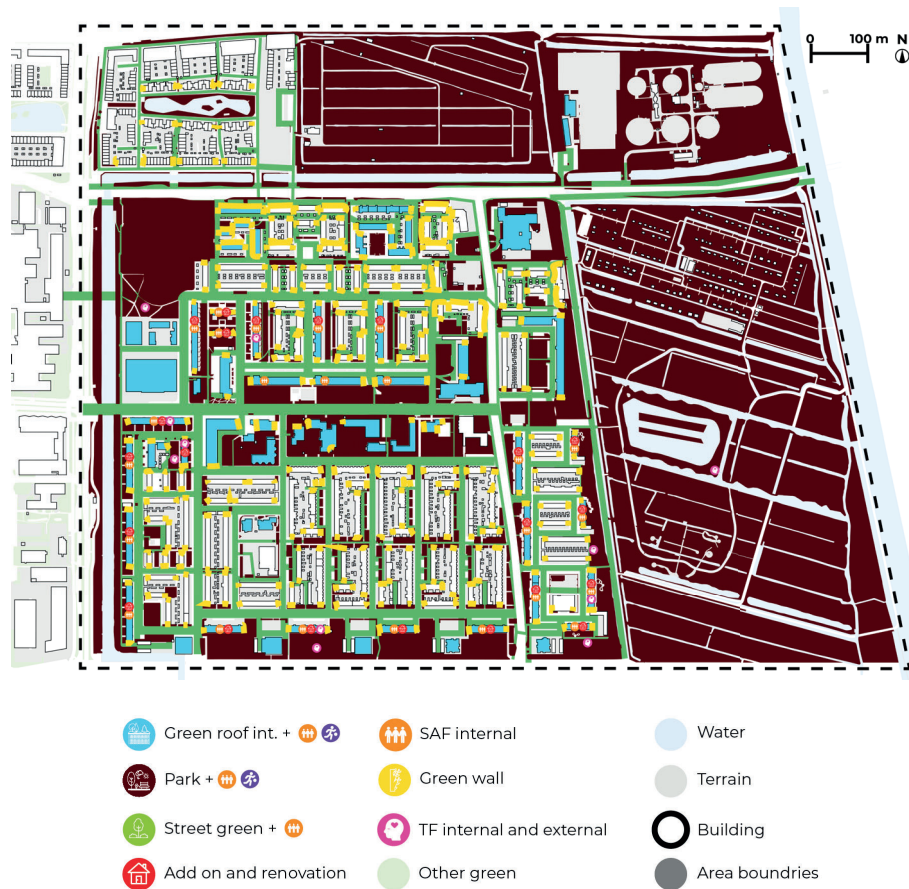 0 100 m N
Green roof int. +
SAF internal
Water
Park +
Green wall
Terrain
Street green +
TF internal and external
Building
Add on and renovation
Other green
Area boundries